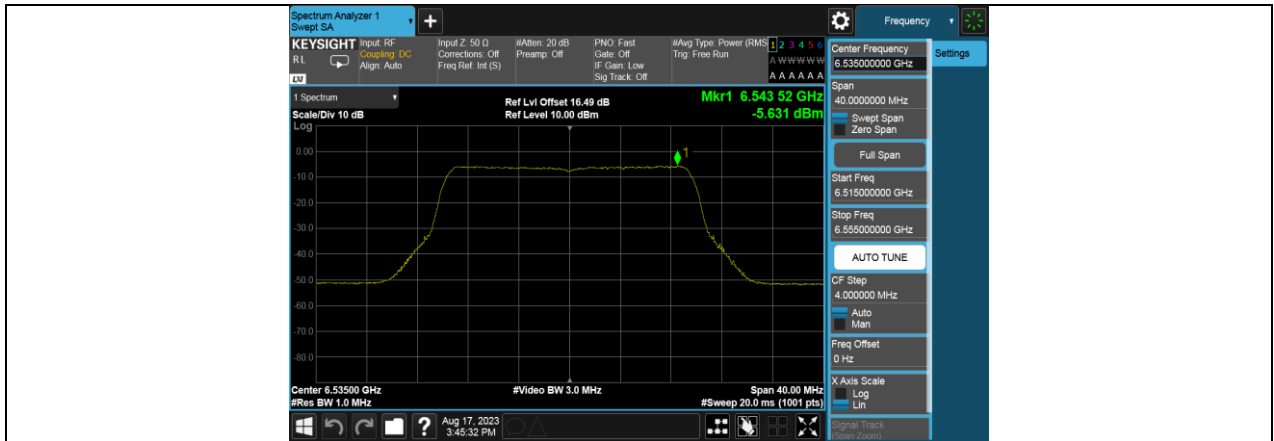 Spectrum Analyzer 1
Swept SA
Frequency
KEYSIGHT
RL
LXI
Input: RF
Coupling: DC
Align: Auto
Input Z: 50 Ω
Corrections: Off
Freq Ref: Int (S)
#Atten: 20 dB
Preamp: Off
PNO: Fast
Gate: Off
IF Gain: Low
Sig Track: Off
#Avg Type: Power (RMS
Trig: Free Run
1 2 3 4 5 6
A W W W W W
A A A A A A
1 Spectrum
Scale/Div 10 dB
Ref Lvl Offset 16.49 dB
Ref Level 10.00 dBm
Mkr1 6.543 52 GHz
-5.631 dBm
Log
0.00
-10.0
-20.0
-30.0
-40.0
-50.0
-60.0
-70.0
-80.0
1
Center 6.53500 GHz
#Res BW 1.0 MHz
#Video BW 3.0 MHz
Span 40.00 MHz
#Sweep 20.0 ms (1001 pts)
Center Frequency
6.535000000 GHz
Settings
Span
40.0000000 MHz
Swept Span
Zero Span
Full Span
Start Freq
6.515000000 GHz
Stop Freq
6.555000000 GHz
AUTO TUNE
CF Step
4.000000 MHz
Auto
Man
Freq Offset
0 Hz
X Axis Scale
Log
Lin
Signal Track
(Span Zoom)
?
Aug 17, 2023
3:45:32 PM